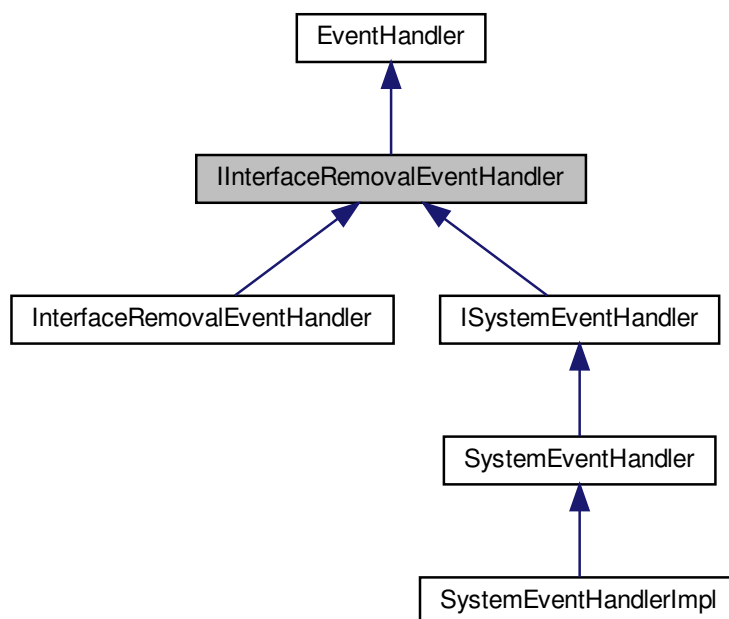 EventHandler
IInterfaceRemovalEventHandler
InterfaceRemovalEventHandler
ISystemEventHandler
SystemEventHandler
SystemEventHandlerImpl